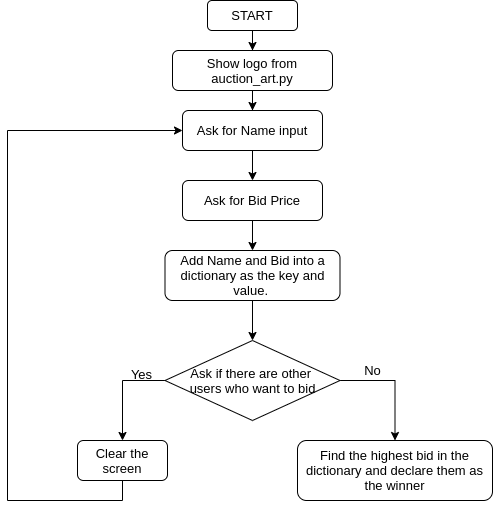 START
Show logo from
auction_art.py
Ask for Name input
Ask for Bid Price
Add Name and Bid into a
dictionary as the key and
value.
Ask if there are other
users who want to bid
Yes
No
Clear the
screen
Find the highest bid in the
dictionary and declare them as
the winner